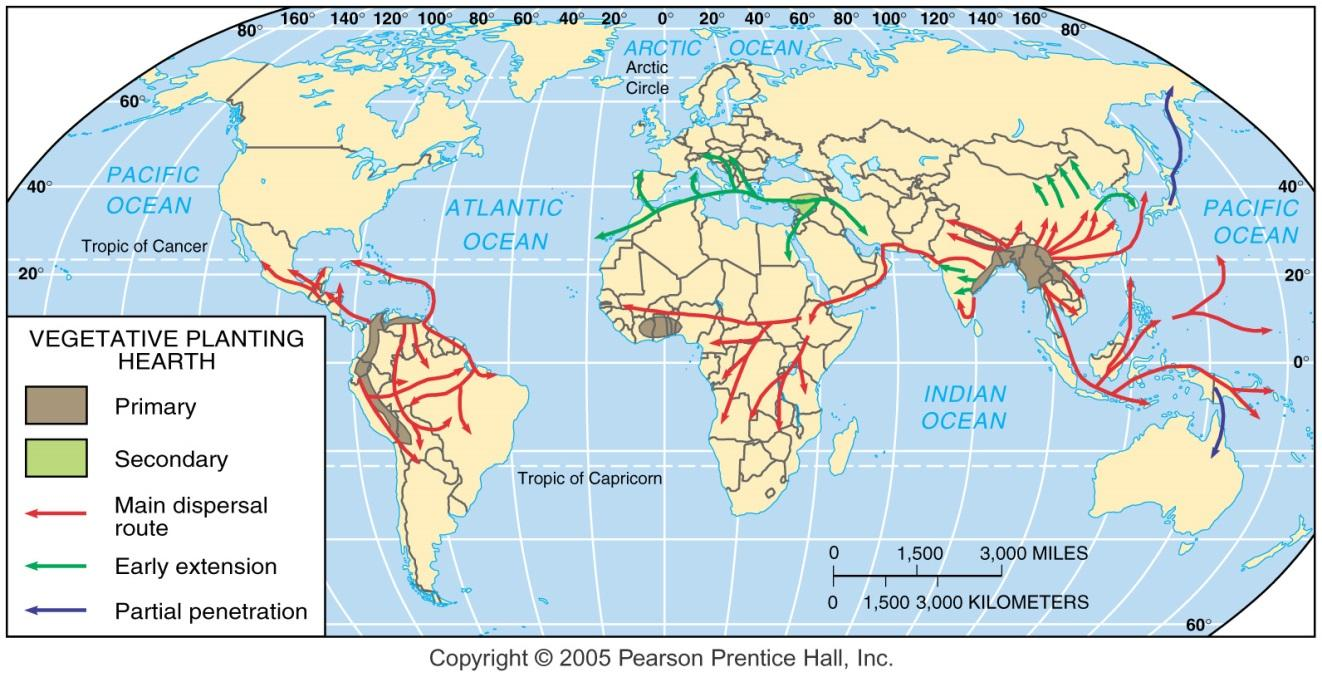 160° 140° 120° 100° 80° 60° 40° 20° 0° 20° 40° 60° 80° 100° 120° 140° 160°
80° 80°
ARCTIC OCEAN
Arctic
Circle
60°
PACIFIC
OCEAN
40° 40°
ATLANTIC
OCEAN
PACIFIC
OCEAN
Tropic of Cancer
20° 20°
0°
INDIAN
OCEAN
Tropic of Capricorn
VEGETATIVE PLANTING
HEARTH
Primary
Secondary
Main dispersal
route
Early extension
Partial penetration
0 1,500 3,000 MILES
0 1,500 3,000 KILOMETERS
60°
Copyright © 2005 Pearson Prentice Hall, Inc.